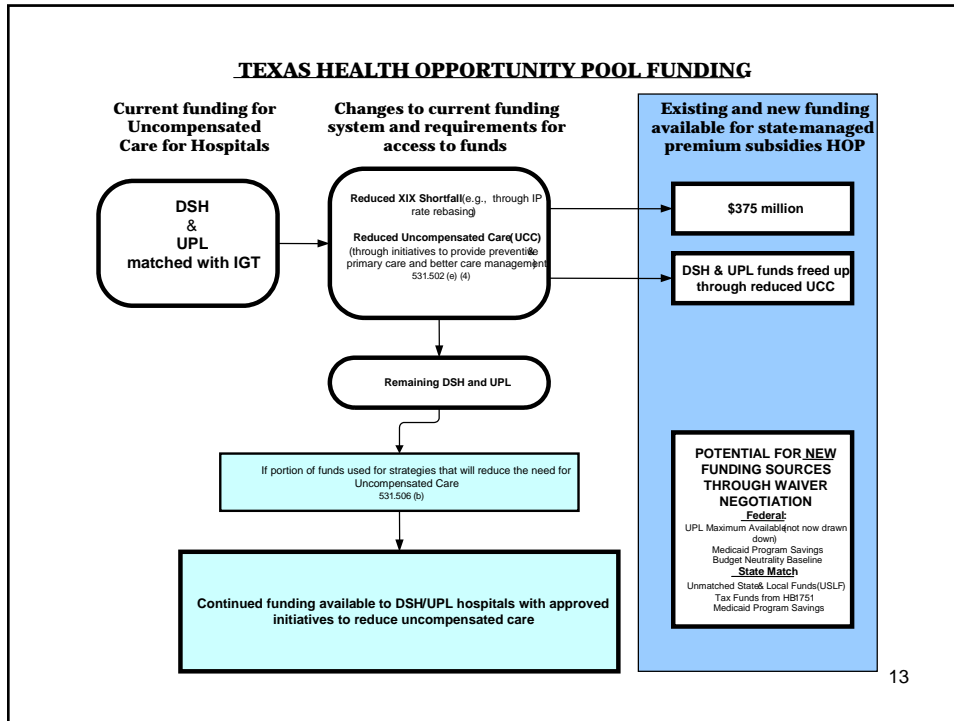 TEXAS HEALTH OPPORTUNITY POOL FUNDING
Current funding for
Uncompensated
Care for Hospitals
Changes to current funding
system and requirements for
access to funds
Existing and new funding
available for state-managed
premium subsidies HOP
DSH
&
UPL
matched with IGT
Reduced XIX Shortfall (e.g., through IP
rate rebasing)
Reduced Uncompensated Care (UCC)
(through initiatives to provide preventive &
primary care and better care management)
531.502 (e) (4)
$375 million
DSH & UPL funds freed up
through reduced UCC
Remaining DSH and UPL
If portion of funds used for strategies that will reduce the need for
Uncompensated Care
531.506 (b)
Continued funding available to DSH/UPL hospitals with approved
initiatives to reduce uncompensated care
POTENTIAL FOR NEW
FUNDING SOURCES
THROUGH WAIVER
NEGOTIATION
Federal:
UPL Maximum Available (not now drawn
down)
Medicaid Program Savings
Budget Neutrality Baseline
State Match
Unmatched State & Local Funds (USLF)
Tax Funds from HB1751
Medicaid Program Savings
13